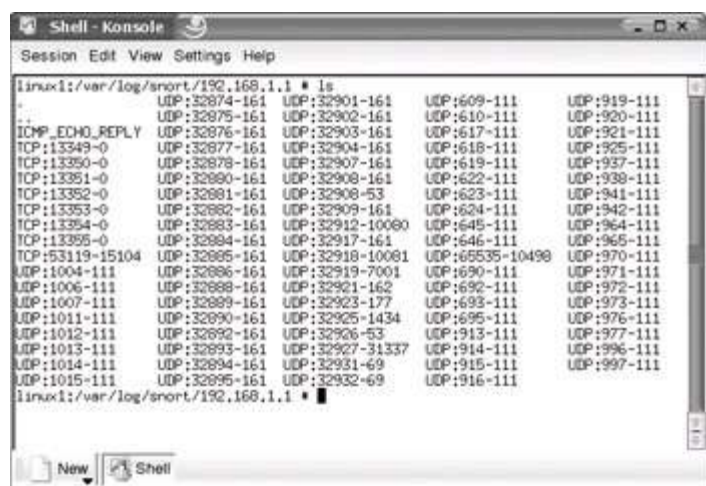 Shell - Konsole
Session Edit View Settings Help
linux1:/var/log/snort/192.168.1.1 # ls
. UDP:32874-161 UDP:32901-161 UDP:609-111 UDP:919-111
.. UDP:32875-161 UDP:32902-161 UDP:610-111 UDP:920-111
ICMP_ECHO_REPLY UDP:32876-161 UDP:32903-161 UDP:617-111 UDP:921-111
TCP:13349-0 UDP:32877-161 UDP:32904-161 UDP:618-111 UDP:925-111
TCP:13350-0 UDP:32878-161 UDP:32907-161 UDP:619-111 UDP:937-111
TCP:13351-0 UDP:32880-161 UDP:32908-161 UDP:622-111 UDP:938-111
TCP:13352-0 UDP:32881-161 UDP:32908-53 UDP:623-111 UDP:941-111
TCP:13353-0 UDP:32882-161 UDP:32909-161 UDP:624-111 UDP:942-111
TCP:13354-0 UDP:32883-161 UDP:32912-10080 UDP:645-111 UDP:964-111
TCP:13355-0 UDP:32884-161 UDP:32917-161 UDP:646-111 UDP:965-111
TCP:53119-15104 UDP:32885-161 UDP:32918-10081 UDP:65535-10498 UDP:970-111
UDP:1004-111 UDP:32886-161 UDP:32919-7001 UDP:690-111 UDP:971-111
UDP:1006-111 UDP:32888-161 UDP:32921-162 UDP:692-111 UDP:972-111
UDP:1007-111 UDP:32889-161 UDP:32923-177 UDP:693-111 UDP:973-111
UDP:1011-111 UDP:32890-161 UDP:32925-1434 UDP:695-111 UDP:976-111
UDP:1012-111 UDP:32892-161 UDP:32926-53 UDP:913-111 UDP:977-111
UDP:1013-111 UDP:32893-161 UDP:32927-31337 UDP:914-111 UDP:996-111
UDP:1014-111 UDP:32894-161 UDP:32931-69 UDP:915-111 UDP:997-111
UDP:1015-111 UDP:32895-161 UDP:32932-69 UDP:916-111
linux1:/var/log/snort/192.168.1.1 #
New Shell